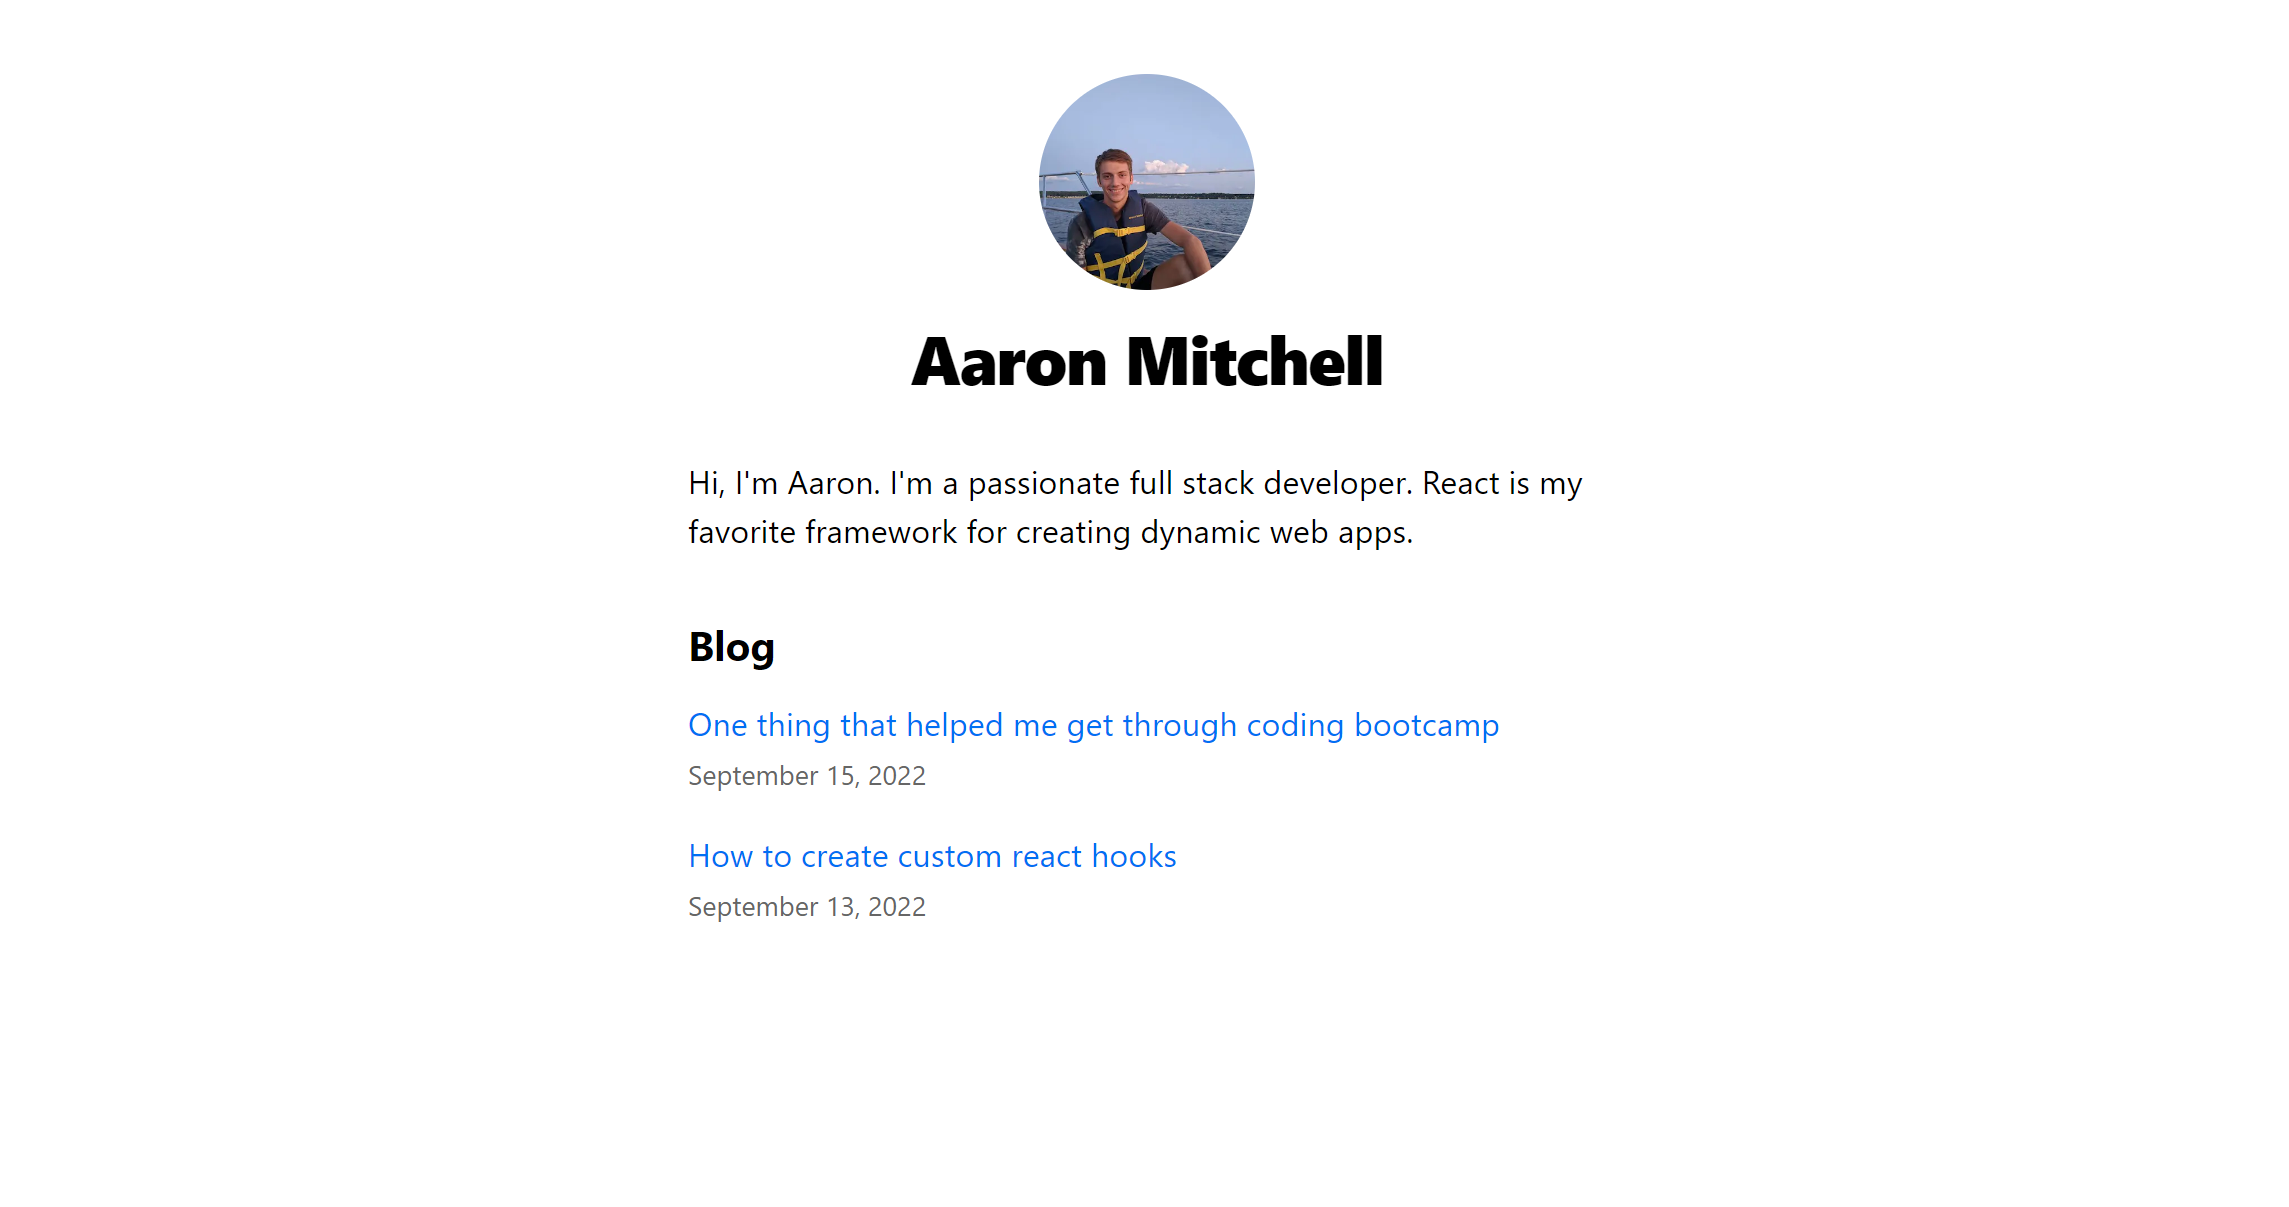 Aaron Mitchell
Hi, I'm Aaron. I'm a passionate full stack developer. React is my
favorite framework for creating dynamic web apps.
Blog
One thing that helped me get through coding bootcamp
September 15, 2022
How to create custom react hooks
September 13, 2022